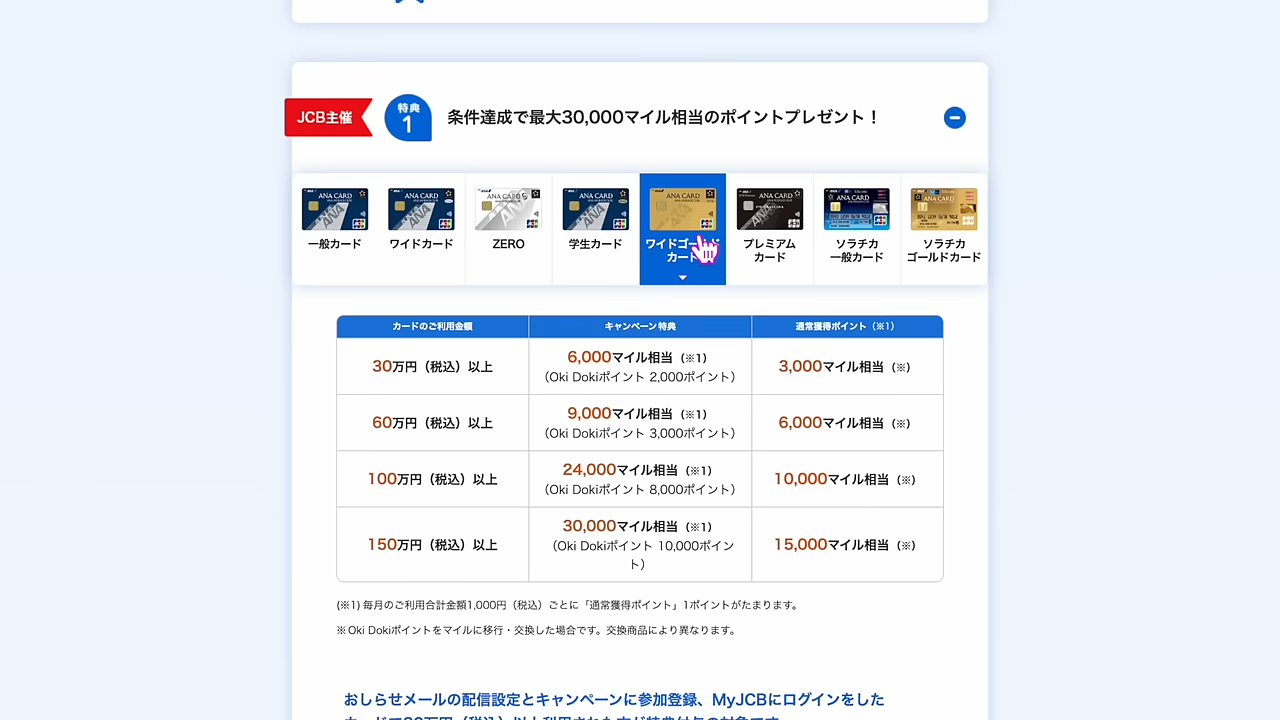 JCB主催
特典
1
条件達成で最大30,000マイル相当のポイントプレゼント！
ANA CARD
ANA CARD
ANA CARD
ANA CARD
ANA CARD
ANA CARD
ANA CARD
ANA CARD
一般カード
ワイドカード
ZERO
学生カード
ワイドゴールド
カード
プレミアム
カード
ソラチカ
一般カード
ソラチカ
ゴールドカード
カードのご利用金額 キャンペーン特典 通常獲得ポイント（※1）
30万円（税込）以上 6,000マイル相当（※1） 3,000マイル相当（※）
（Oki Dokiポイント 2,000ポイント）
60万円（税込）以上 9,000マイル相当（※1） 6,000マイル相当（※）
（Oki Dokiポイント 3,000ポイント）
100万円（税込）以上 24,000マイル相当（※1） 10,000マイル相当（※）
（Oki Dokiポイント 8,000ポイント）
150万円（税込）以上 30,000マイル相当（※1） 15,000マイル相当（※）
（Oki Dokiポイント 10,000ポイン
ト）
(※1) 毎月のご利用合計金額1,000円（税込）ごとに「通常獲得ポイント」1ポイントがたまります。
※ Oki Dokiポイントをマイルに移行・交換した場合です。交換商品により異なります。
おしらせメールの配信設定とキャンペーンに参加登録、MyJCBにログインをした